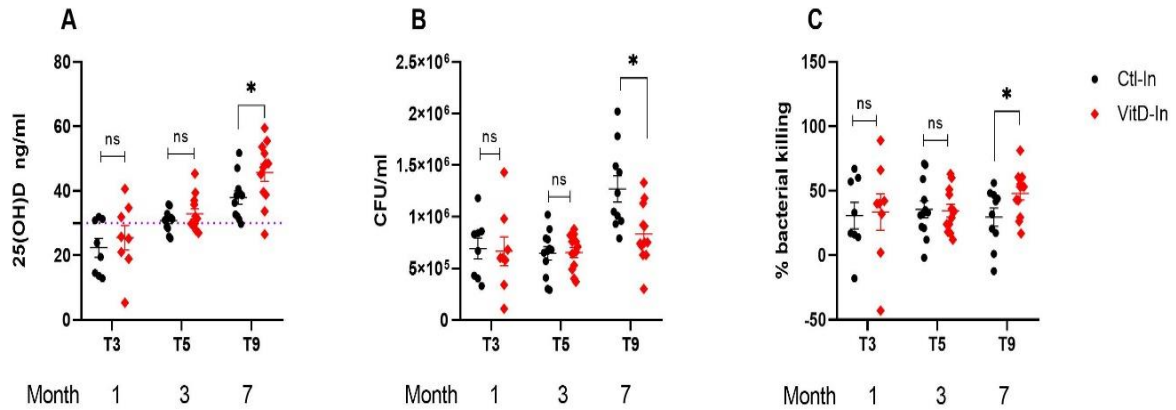 A
25(OH)D ng/ml
80
60
40
20
0
ns
ns
*
T3 T5 T9
Month 1 3 7
B
CFU/ml
2.5×10⁶
2×10⁶
1.5×10⁶
1×10⁶
5×10⁵
0
ns
ns
*
T3 T5 T9
Month 1 3 7
C
% bacterial killing
150
100
50
0
-50
ns
ns
*
T3 T5 T9
Month 1 3 7
Ctl-In
VitD-In